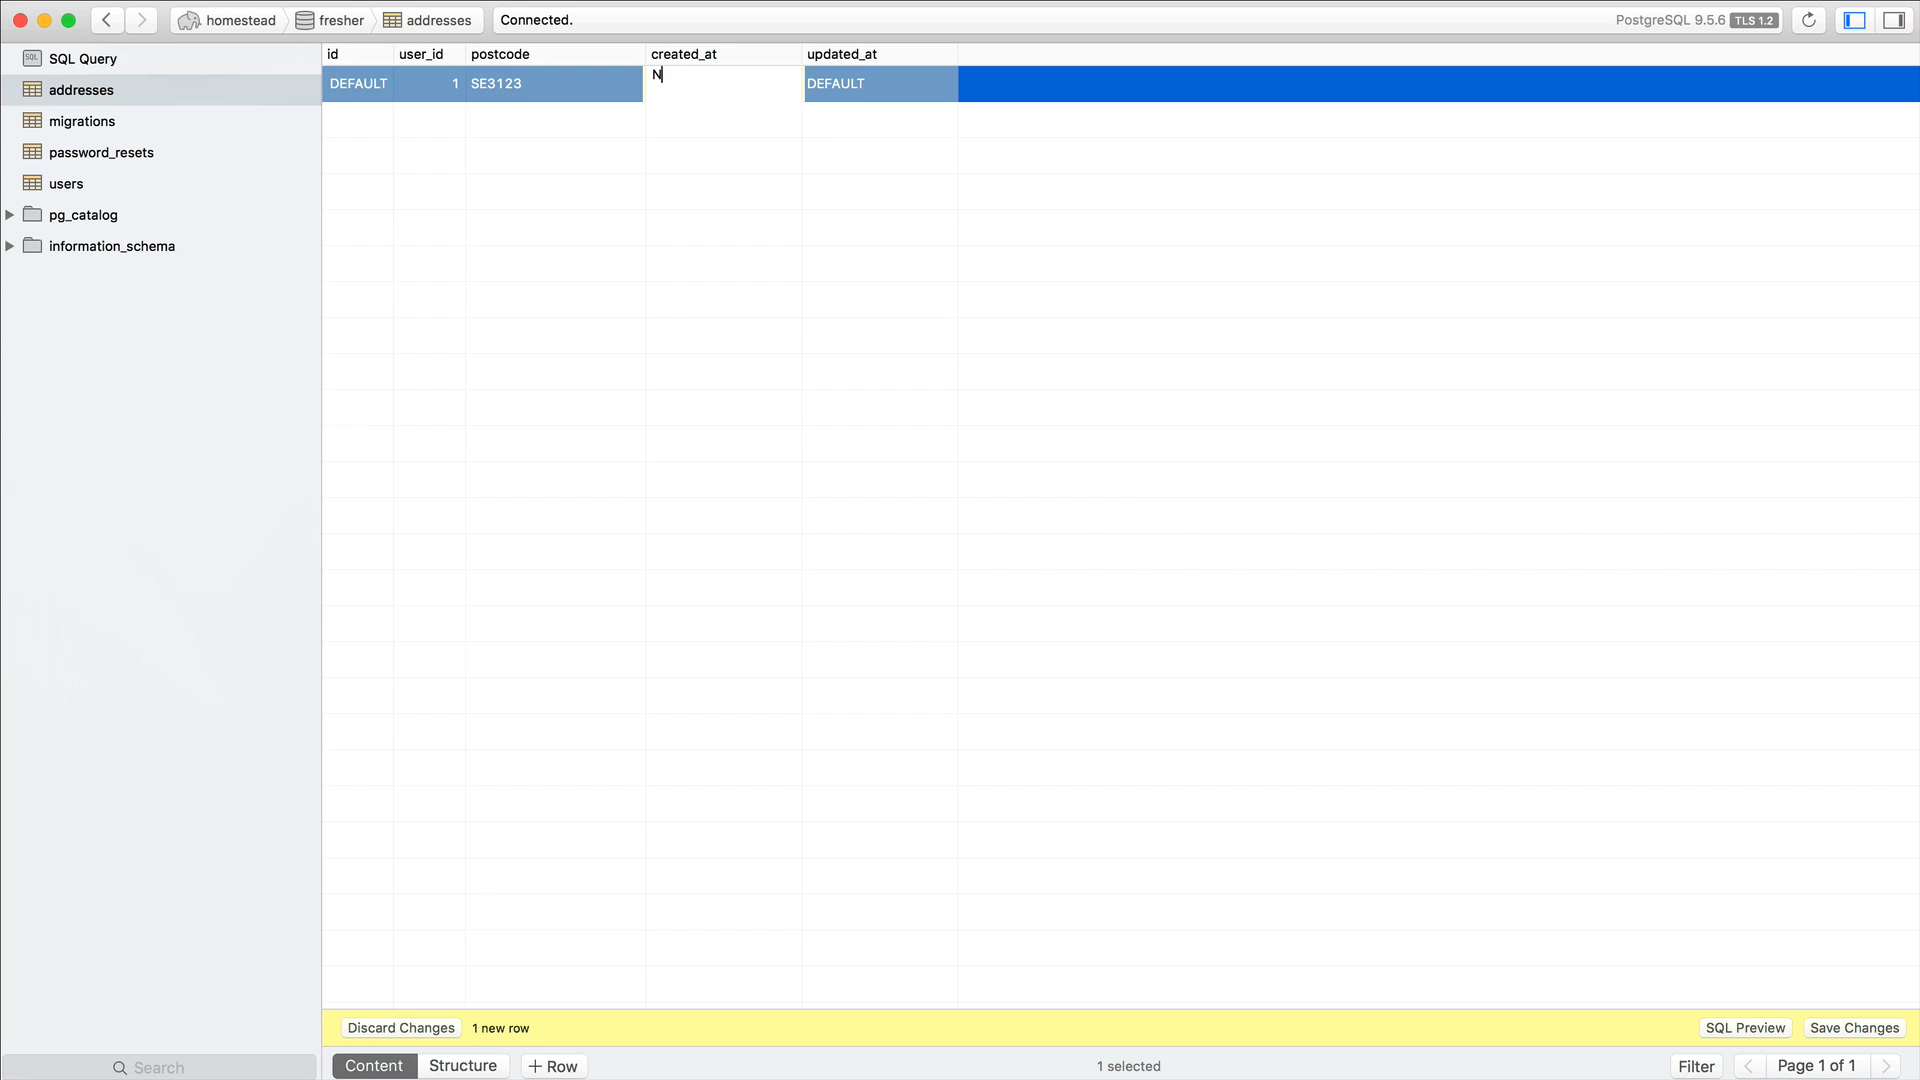 homestead fresher addresses Connected. PostgreSQL 9.5.6 TLS 1.2
SQL SQL Query
addresses
migrations
password_resets
users
pg_catalog
information_schema
id user_id postcode created_at updated_at
DEFAULT 1 SE3123 N DEFAULT
Discard Changes 1 new row SQL Preview Save Changes
Search Content Structure + Row 1 selected Filter Page 1 of 1